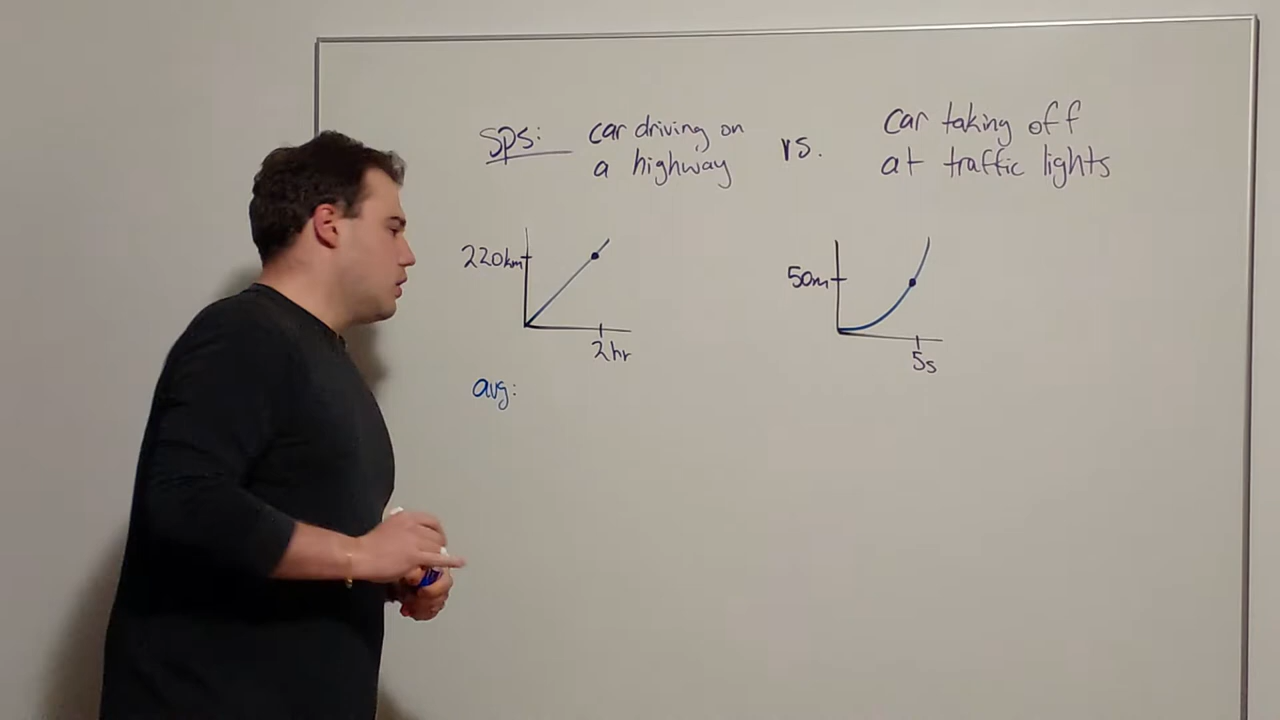 sps: car driving on
a highway
vs.
car taking off
at traffic lights
220km
2hr
50m
5s
avg: